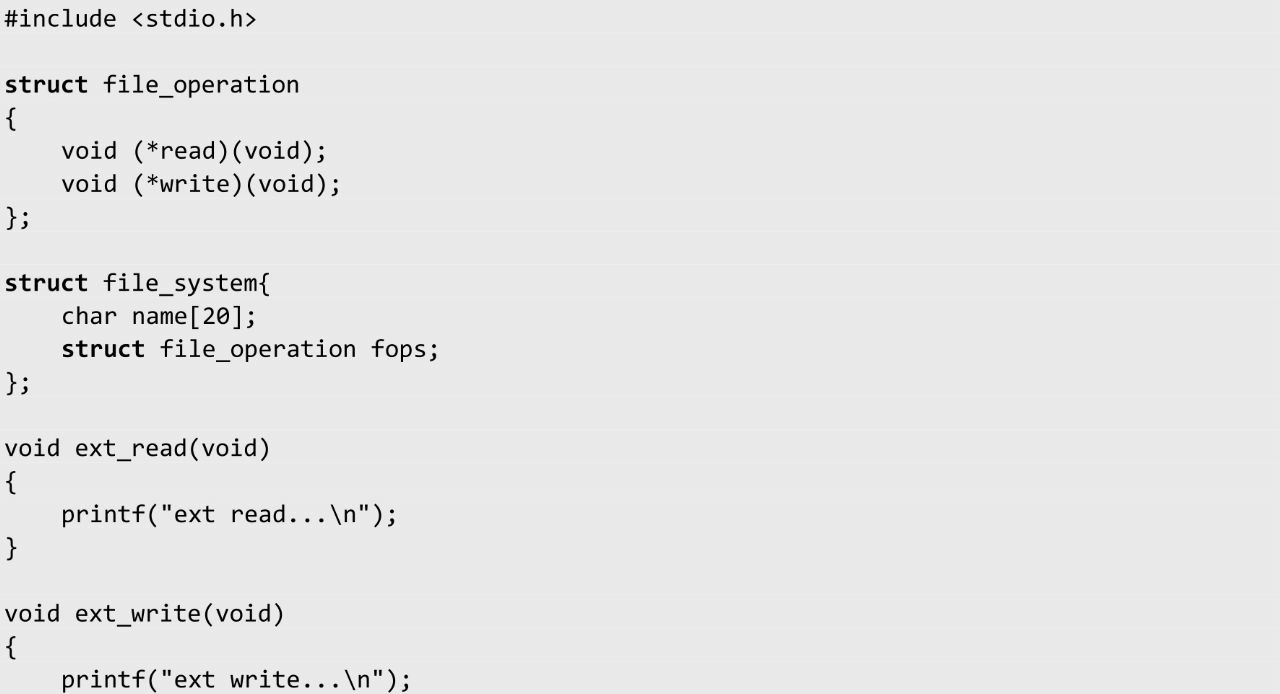 #include <stdio.h>
struct file_operation
{
    void (*read)(void);
    void (*write)(void);
};
struct file_system{
    char name[20];
    struct file_operation fops;
};
void ext_read(void)
{
    printf("ext read...\n");
}
void ext_write(void)
{
    printf("ext write...\n");